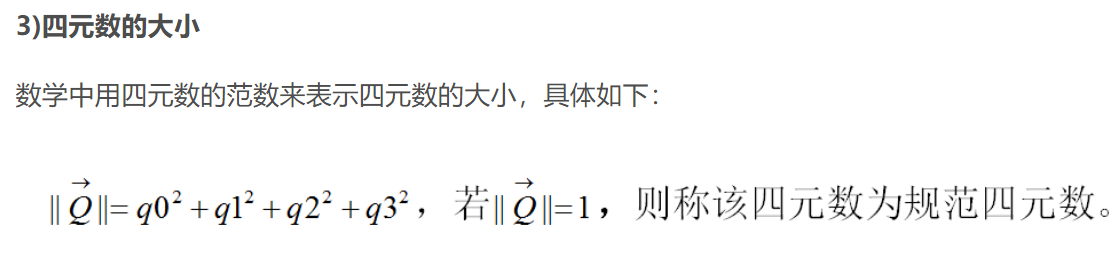 3)四元数的大小
数学中用四元数的范数来表示四元数的大小，具体如下：
‖Q⃗‖=q0²+q1²+q2²+q3²，若‖Q⃗‖=1，则称该四元数为规范四元数。